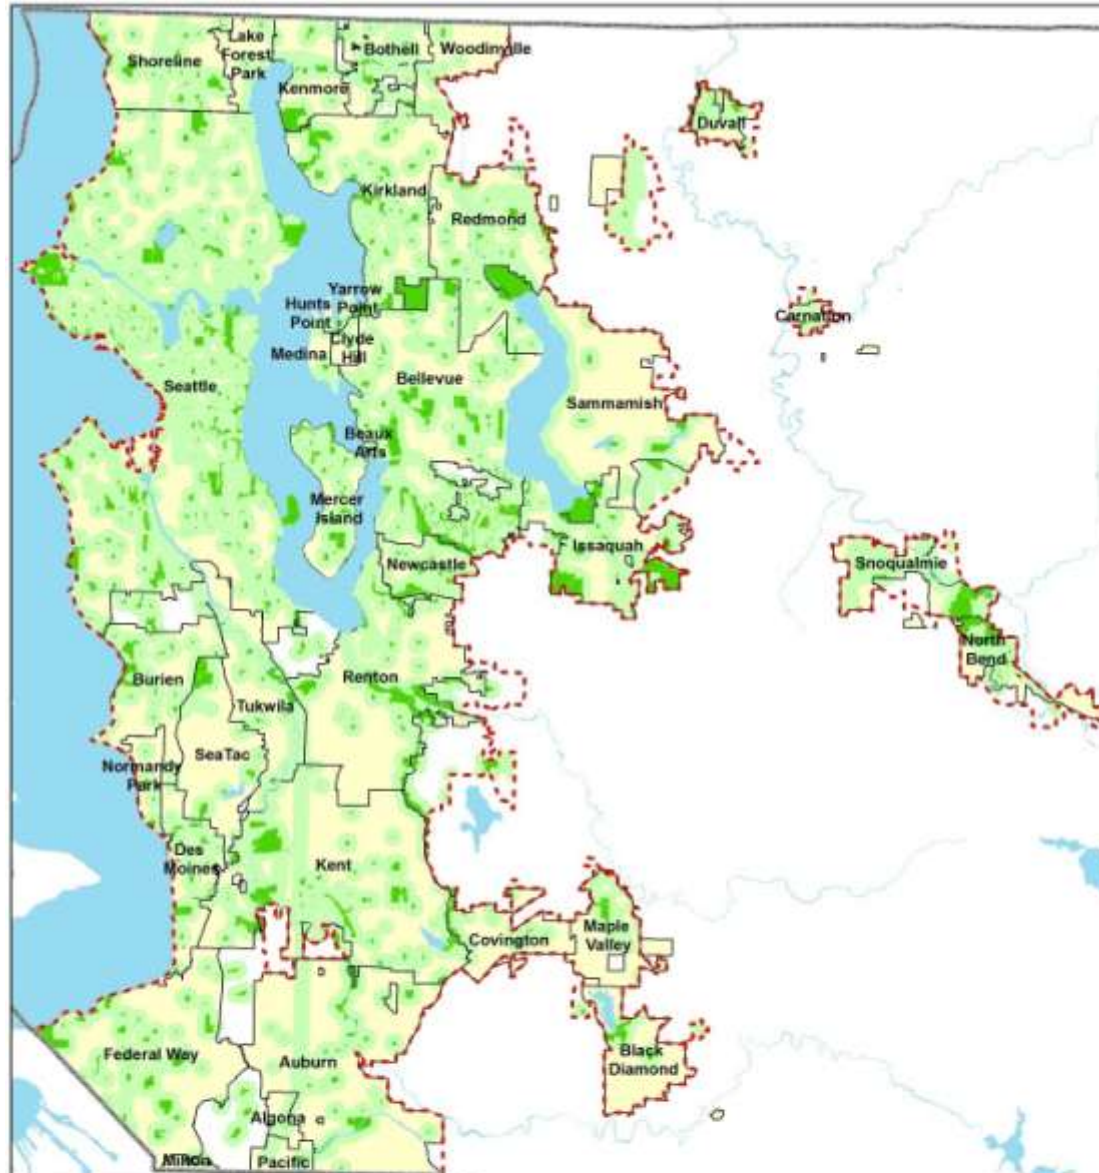 Lake
Forest
Park
Shoreline
Bothell
Woodinville
Kenmore
Duvall
Kirkland
Redmond
Yarrow
Point
Hunts
Point
Clyde
Hill
Medina
Carnation
Seattle
Bellevue
Sammamish
Beaux
Arts
Mercer
Island
Issaquah
Newcastle
Snoqualmie
North
Bend
Burien
Renton
Tukwila
SeaTac
Normandy
Park
Des
Moines
Kent
Covington
Maple
Valley
Federal Way
Auburn
Black
Diamond
Algona
Milton
Pacific